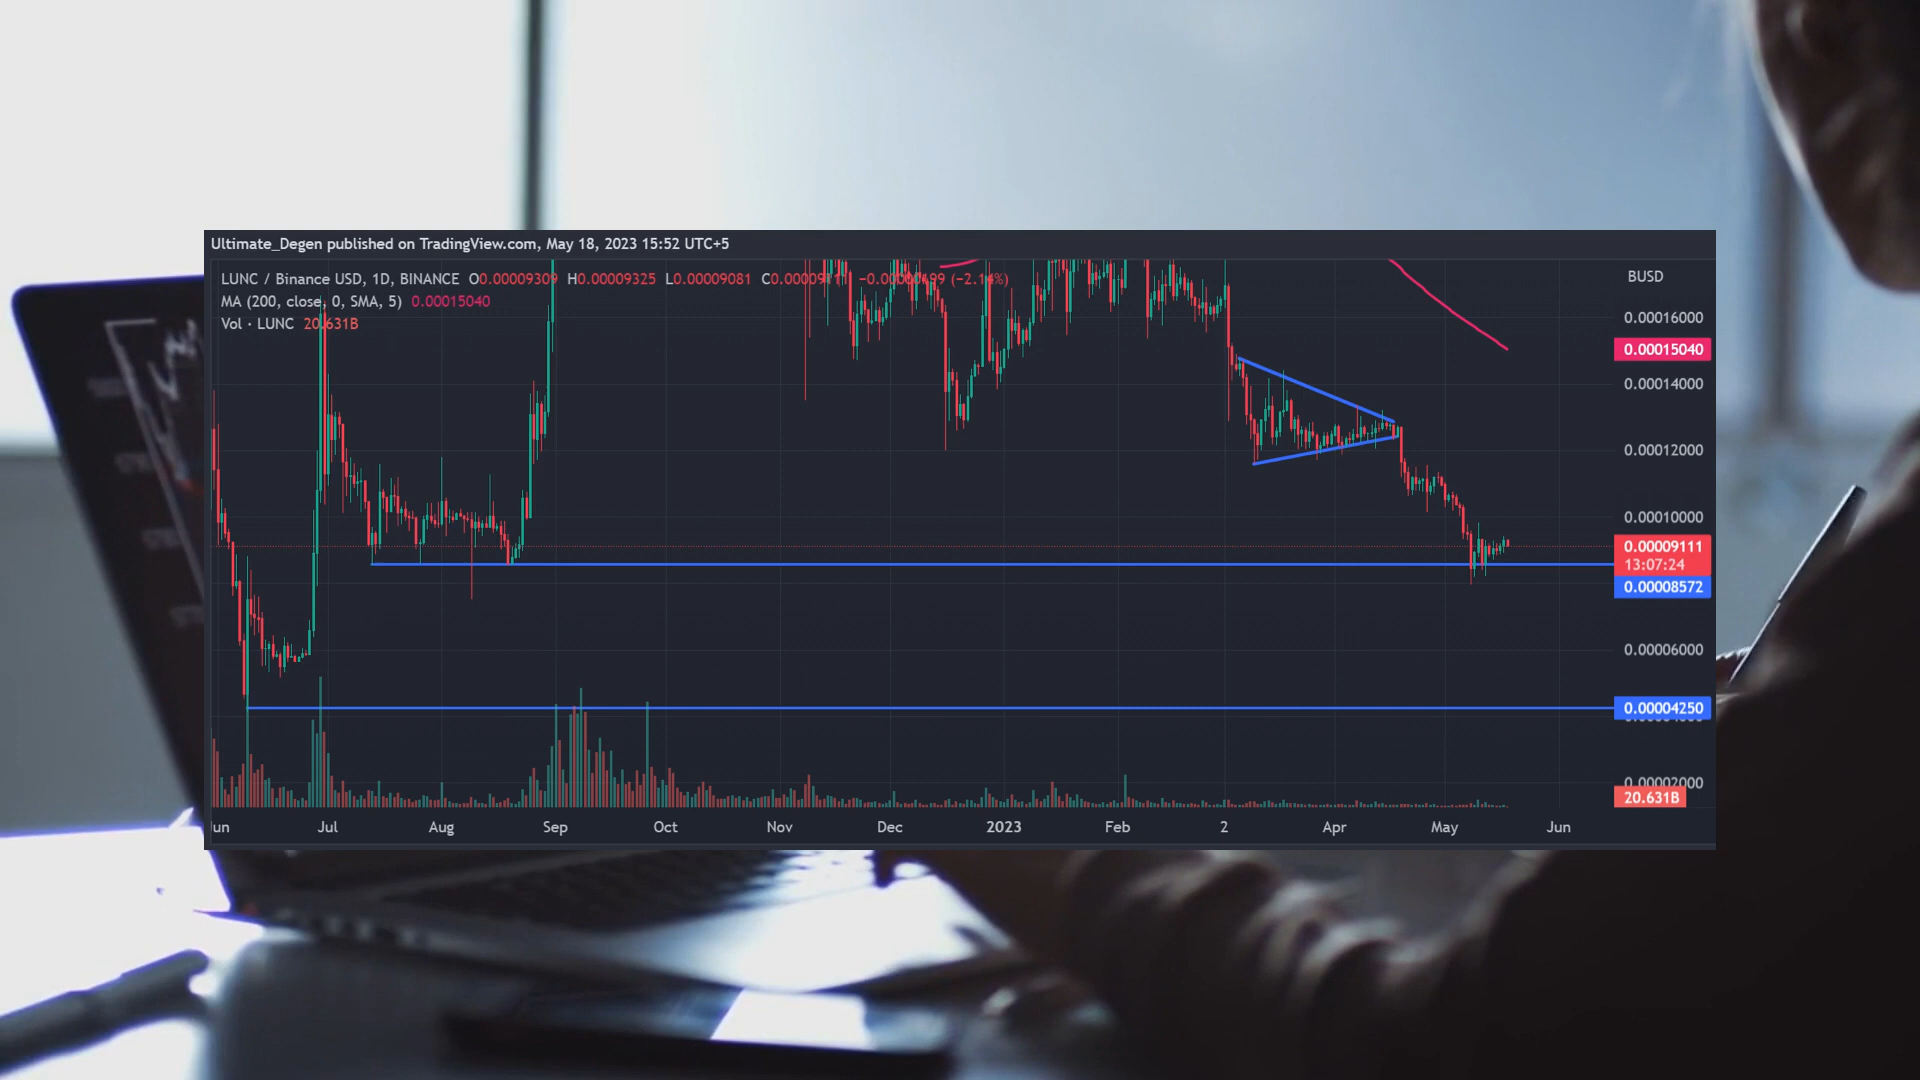 Ultimate_Degen published on TradingView.com, May 18, 2023 15:52 UTC+5
LUNC / Binance USD, 1D, BINANCE O0.00009309 H0.00009325 L0.00009081 C0.00009111 −0.00000199 (−2.14%)
BUSD
MA (200, close, 0, SMA, 5) 0.00015040
Vol · LUNC 20.631B
0.00016000
0.00015040
0.00014000
0.00012000
0.00010000
0.00009111
13:07:24
0.00008572
0.00006000
0.00004250
0.00002000
20.631B
Jul Aug Sep Oct Nov Dec 2023 Feb 2 Apr May Jun